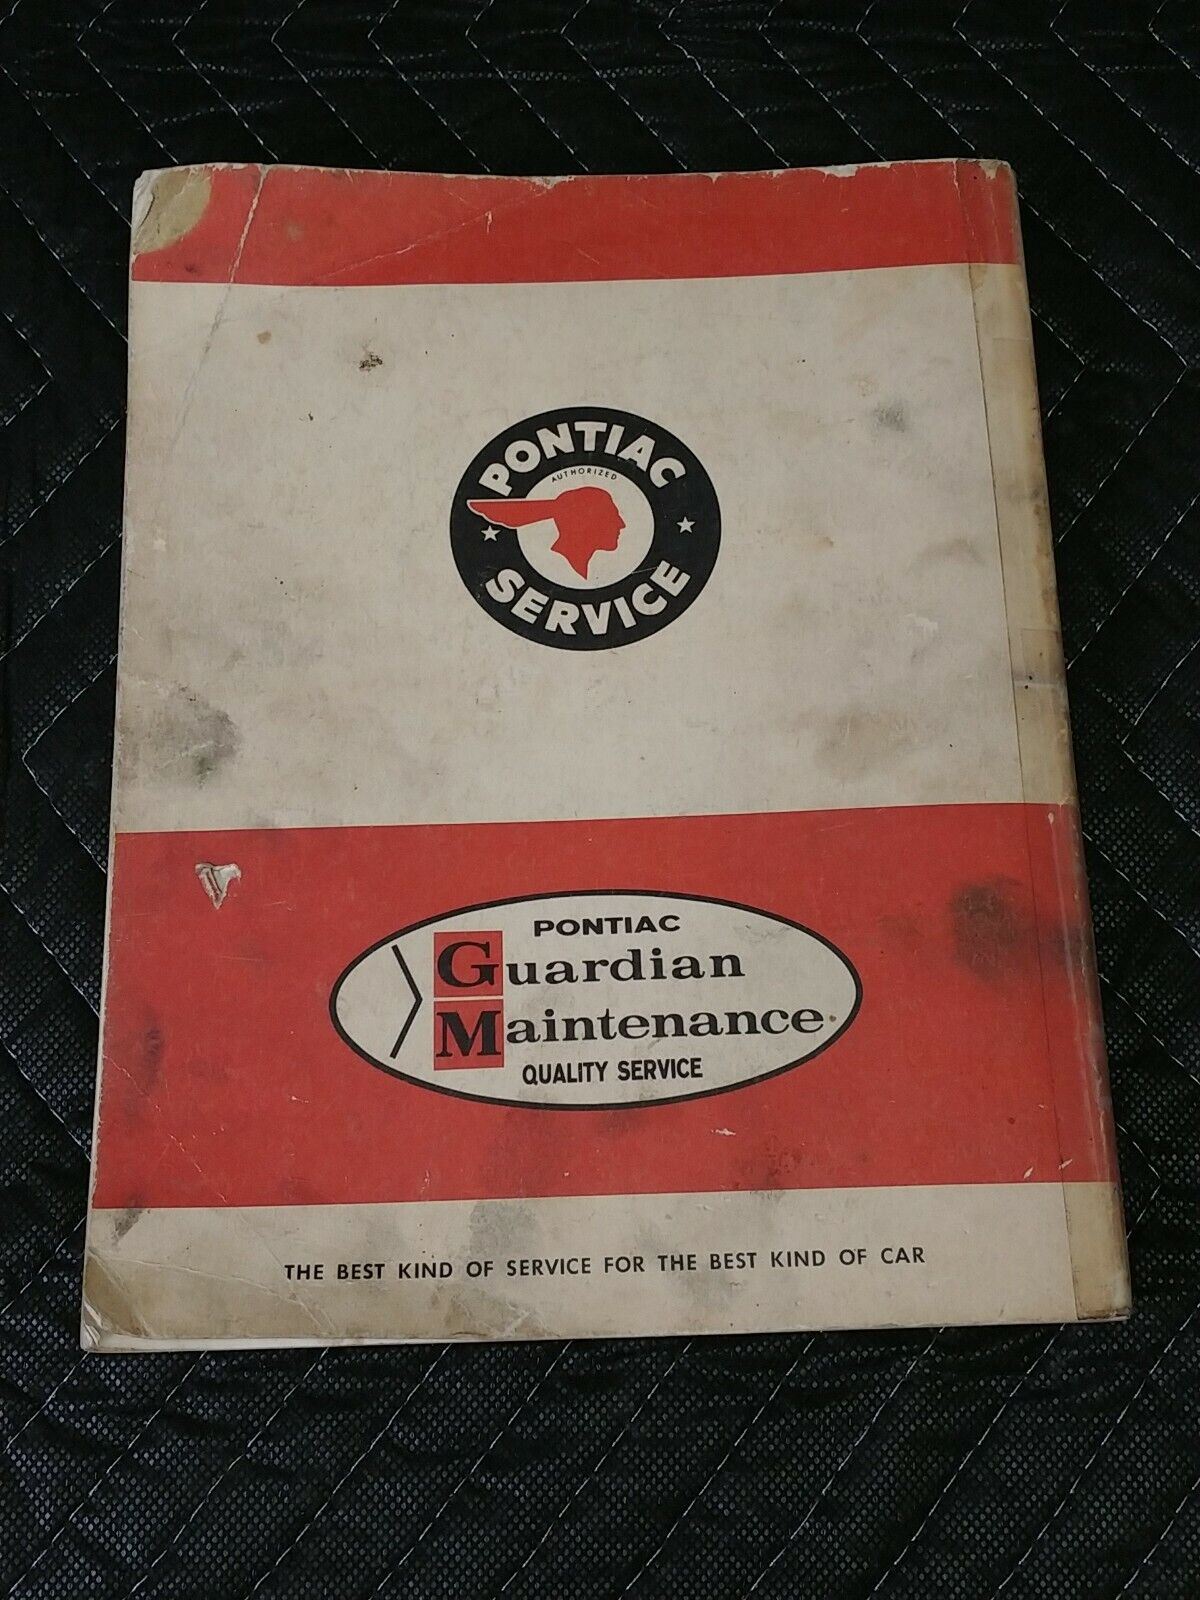 PONTIAC
AUTHORIZED
SERVICE
PONTIAC
Guardian
Maintenance
QUALITY SERVICE
THE BEST KIND OF SERVICE FOR THE BEST KIND OF CAR